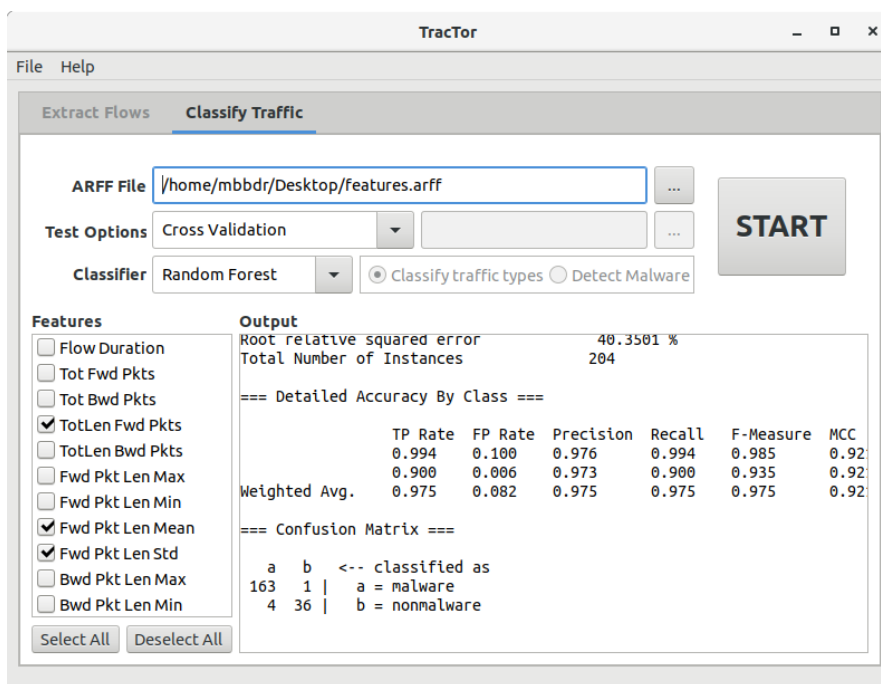 TracTor
File Help
Extract Flows Classify Traffic
ARFF File /home/mbbdr/Desktop/features.arff ...
Test Options Cross Validation ...
START
Classifier Random Forest Classify traffic types Detect Malware
Features
Flow Duration
Tot Fwd Pkts
Tot Bwd Pkts
TotLen Fwd Pkts
TotLen Bwd Pkts
Fwd Pkt Len Max
Fwd Pkt Len Min
Fwd Pkt Len Mean
Fwd Pkt Len Std
Bwd Pkt Len Max
Bwd Pkt Len Min
Select All Deselect All
Output
Root relative squared error 40.3501 %
Total Number of Instances 204
=== Detailed Accuracy By Class ===
TP Rate FP Rate Precision Recall F-Measure MCC
0.994 0.100 0.976 0.994 0.985 0.92
0.900 0.006 0.973 0.900 0.935 0.92
Weighted Avg. 0.975 0.082 0.975 0.975 0.975 0.92
=== Confusion Matrix ===
a b <-- classified as
163 1 | a = malware
4 36 | b = nonmalware